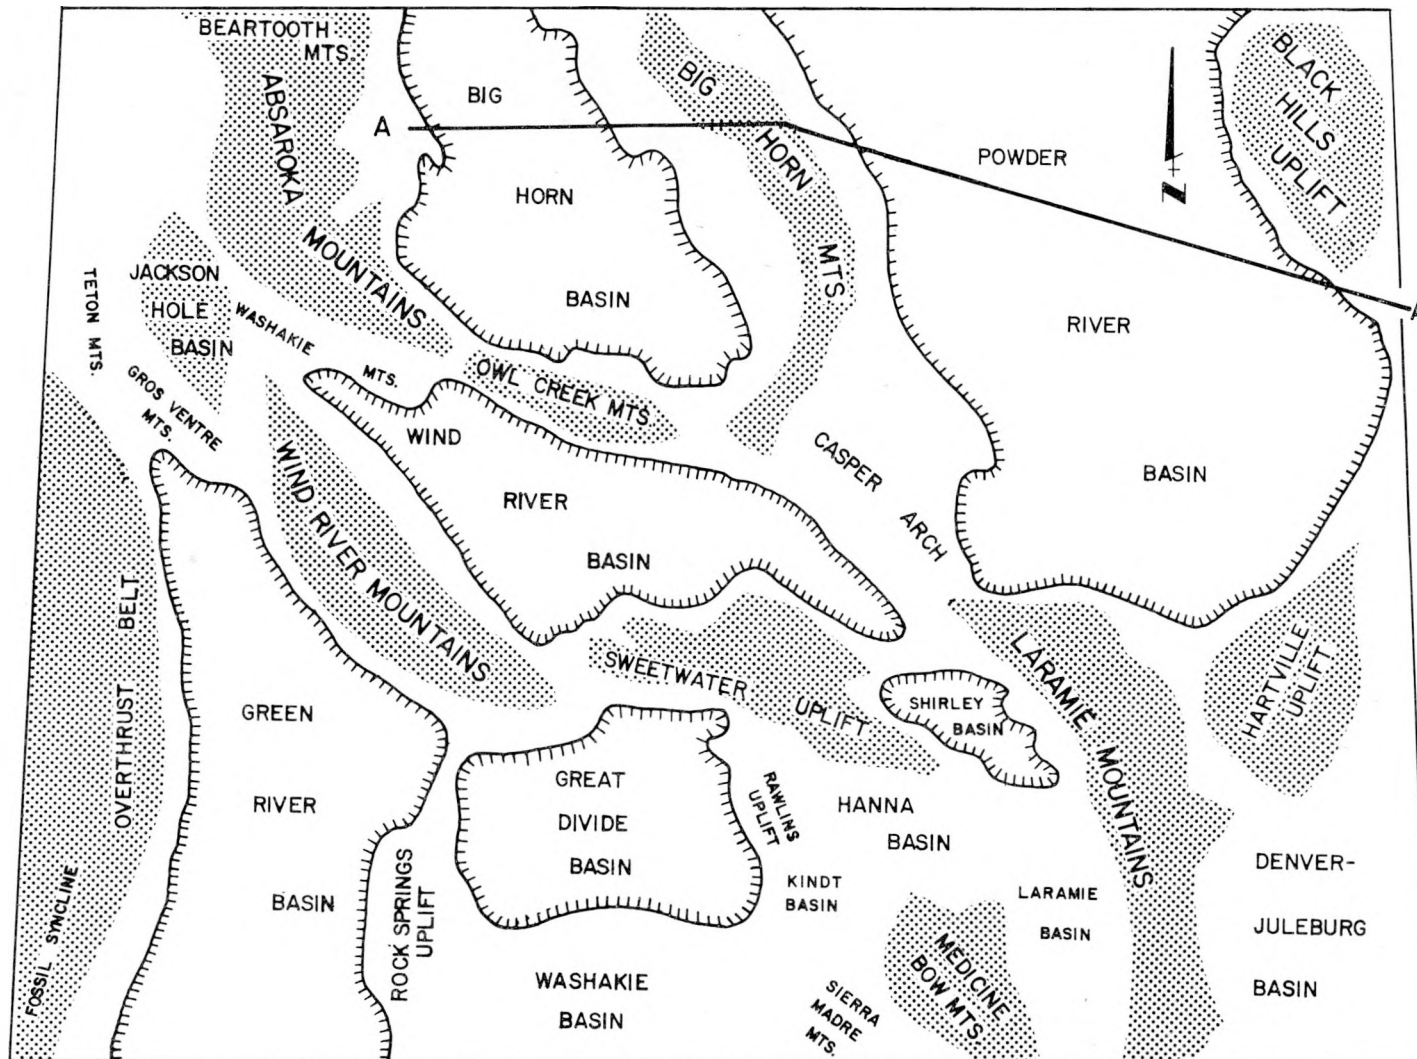 BEARTOOTH
MTS.
ABSAROKA
MOUNTAINS
BIG
HORN
BASIN
A
BIG
HORN
MTS
POWDER
RIVER
BASIN
N
BLACK
HILLS
UPLIFT
JACKSON
HOLE
BASIN
TETON MTS.
WASHAKIE
MTS.
GROS VENTRE
MTS.
OWL CREEK MTS
WIND
RIVER
BASIN
WIND RIVER MOUNTAINS
CASPER
ARCH
OVERTHRUST BELT
FOSSIL SYNCLINE
GREEN
RIVER
BASIN
ROCK SPRINGS
UPLIFT
SWEETWATER
UPLIFT
SHIRLEY
BASIN
LARAMIE MOUNTAINS
HARTVILLE
UPLIFT
GREAT
DIVIDE
BASIN
RAWLINS
UPLIFT
HANNA
BASIN
KINDT
BASIN
LARAMIE
BASIN
DENVER-
JULEBURG
BASIN
WASHAKIE
BASIN
SIERRA
MADRE
MTS.
MEDICINE
BOW MTS.